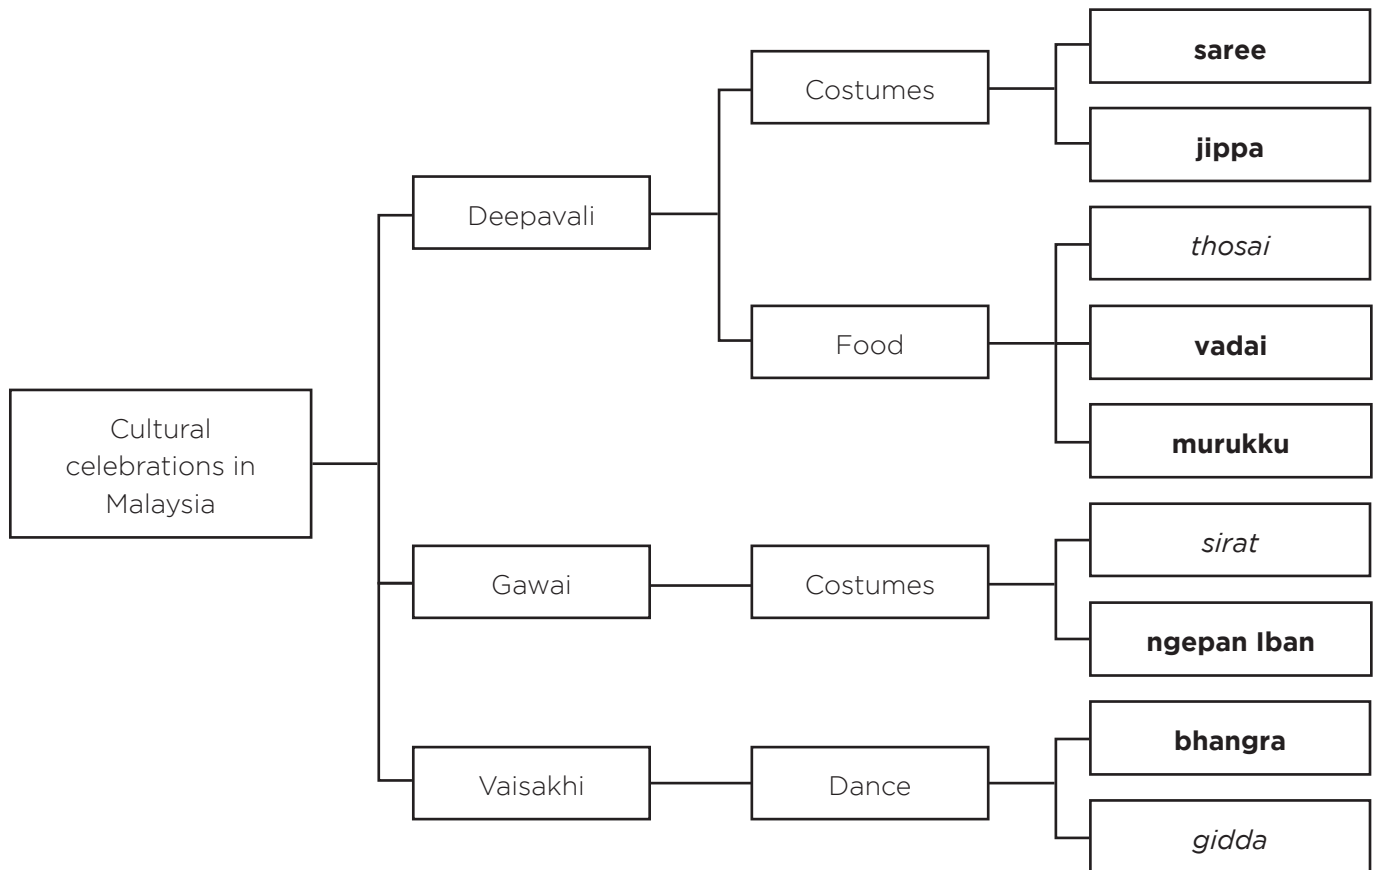 Cultural
celebrations in
Malaysia
Deepavali
Costumes
saree
jippa
Food
thosai
vadai
murukku
Gawai
Costumes
sirat
ngepan Iban
Vaisakhi
Dance
bhangra
gidda